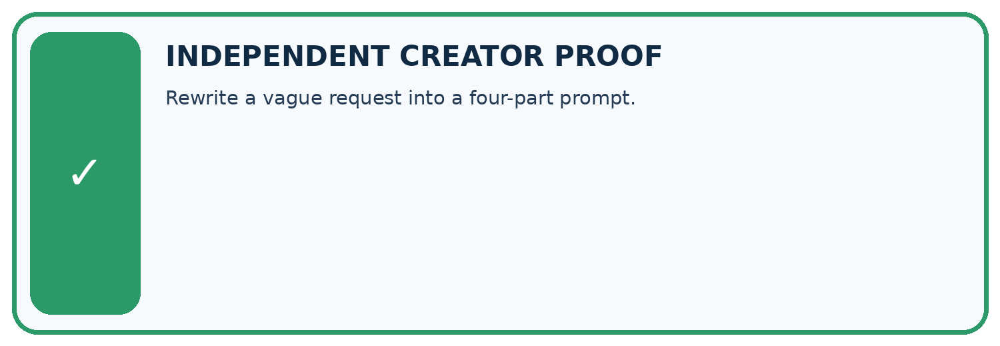 INDEPENDENT CREATOR PROOF
Rewrite a vague request into a four-part prompt.
✓